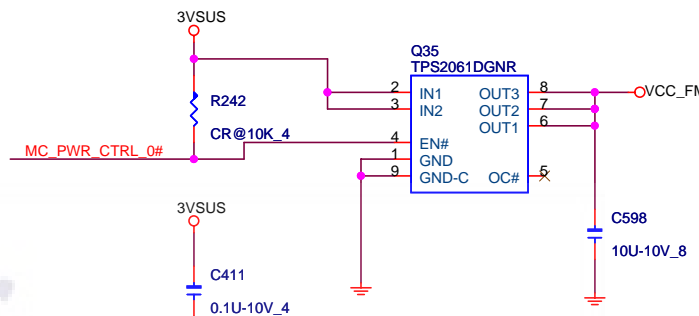 3VSUS
Q35
TPS2061DGNR
R242
CR@10K_4
MC_PWR_CTRL_0#
2 IN1 OUT3 8
3 IN2 OUT2 7
OUT1 6
4 EN#
1 GND
9 GND-C OC# 5
VCC_FM
3VSUS
C411
0.1U-10V_4
C598
10U-10V_8